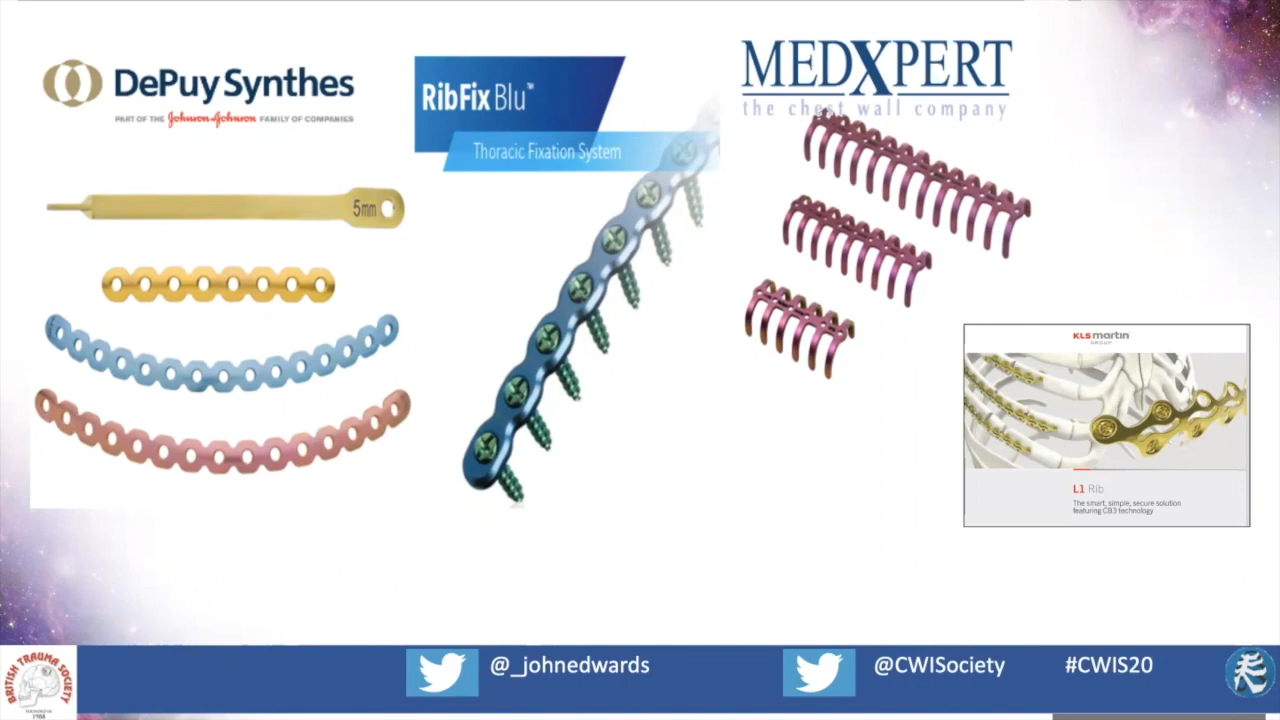 DePuy Synthes
PART OF THE Johnson & Johnson FAMILY OF COMPANIES
5mm
RibFix Blu™
Thoracic Fixation System
MEDXPERT
the chest wall company
KLS martin
GROUP
L1 Rib
The smart, simple, secure solution
featuring CB3 technology
BRITISH TRAUMA SOCIETY
@_johnedwards
@CWISociety
#CWIS20